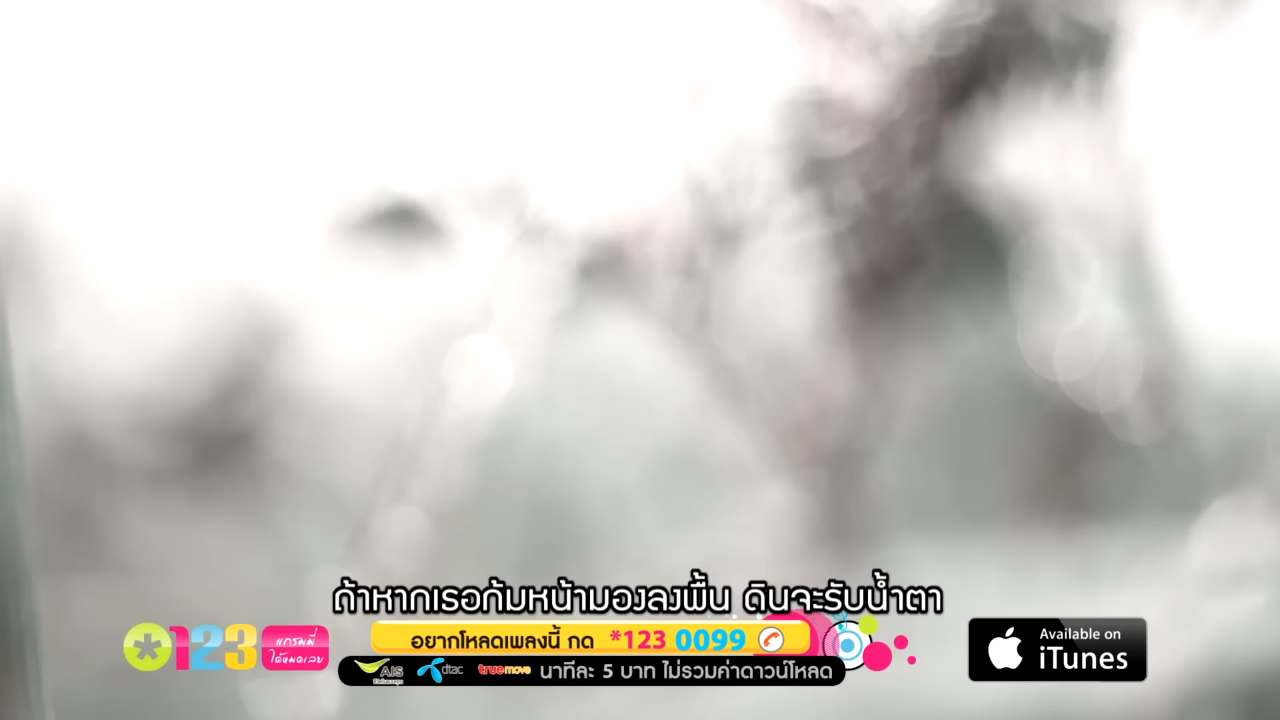 ถ้าหากเธอก้มหน้ามองลงพื้น ดินจะรับน้ำตา
*123 แกรมมี่ ได้หมดเลย
อยากโหลดเพลงนี้ กด *123 0099
AIS dtac truemove นาทีละ 5 บาท ไม่รวมค่าดาวน์โหลด
Available on
iTunes